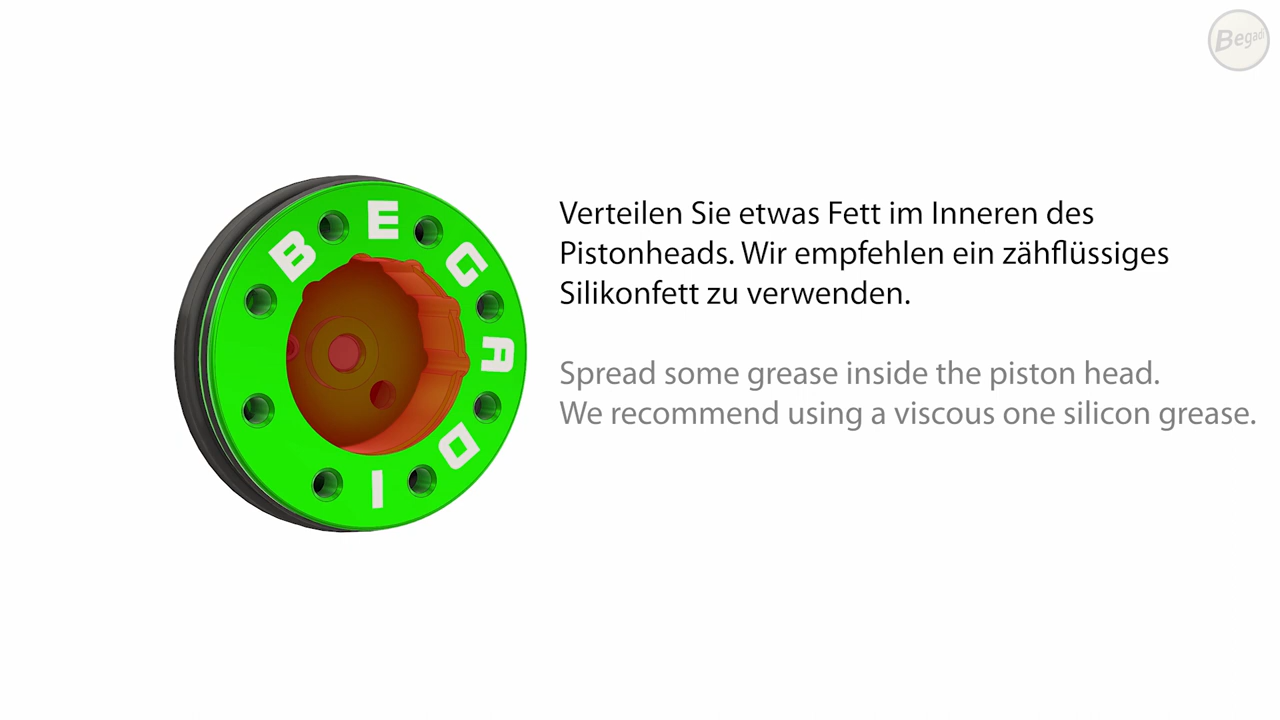 Begadi
BEGADI
Verteilen Sie etwas Fett im Inneren des
Pistonheads. Wir empfehlen ein zähflüssiges
Silikonfett zu verwenden.
Spread some grease inside the piston head.
We recommend using a viscous one silicon grease.